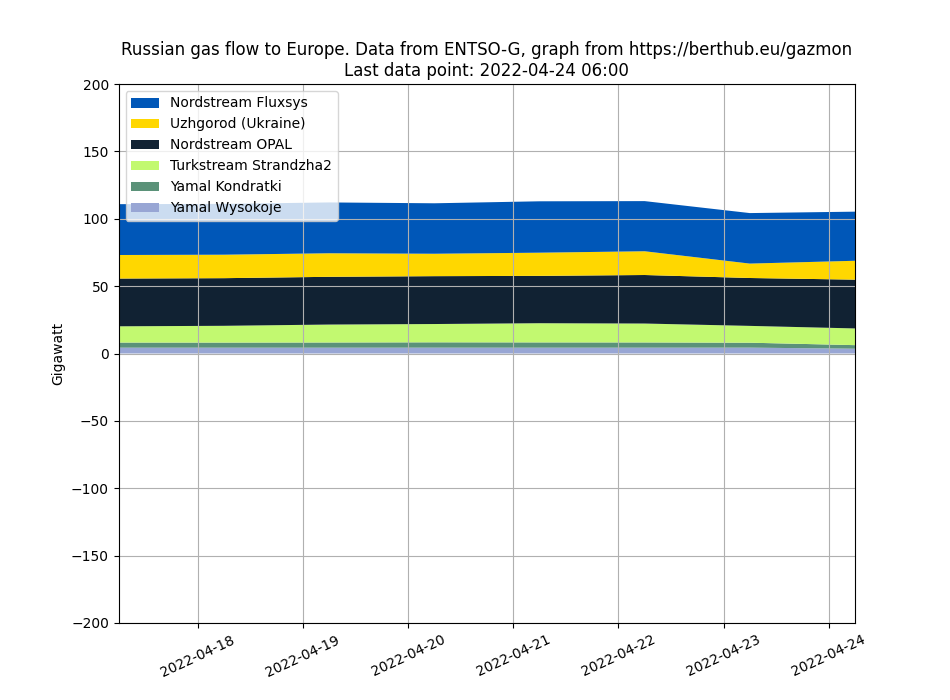 Russian gas flow to Europe. Data from ENTSO-G, graph from https://berthub.eu/gazmon
Last data point: 2022-04-24 06:00
200
150
100
50
0
−50
−100
−150
−200
Gigawatt
Nordstream Fluxsys
Uzhgorod (Ukraine)
Nordstream OPAL
Turkstream Strandzha2
Yamal Kondratki
Yamal Wysokoje
2022-04-18
2022-04-19
2022-04-20
2022-04-21
2022-04-22
2022-04-23
2022-04-24